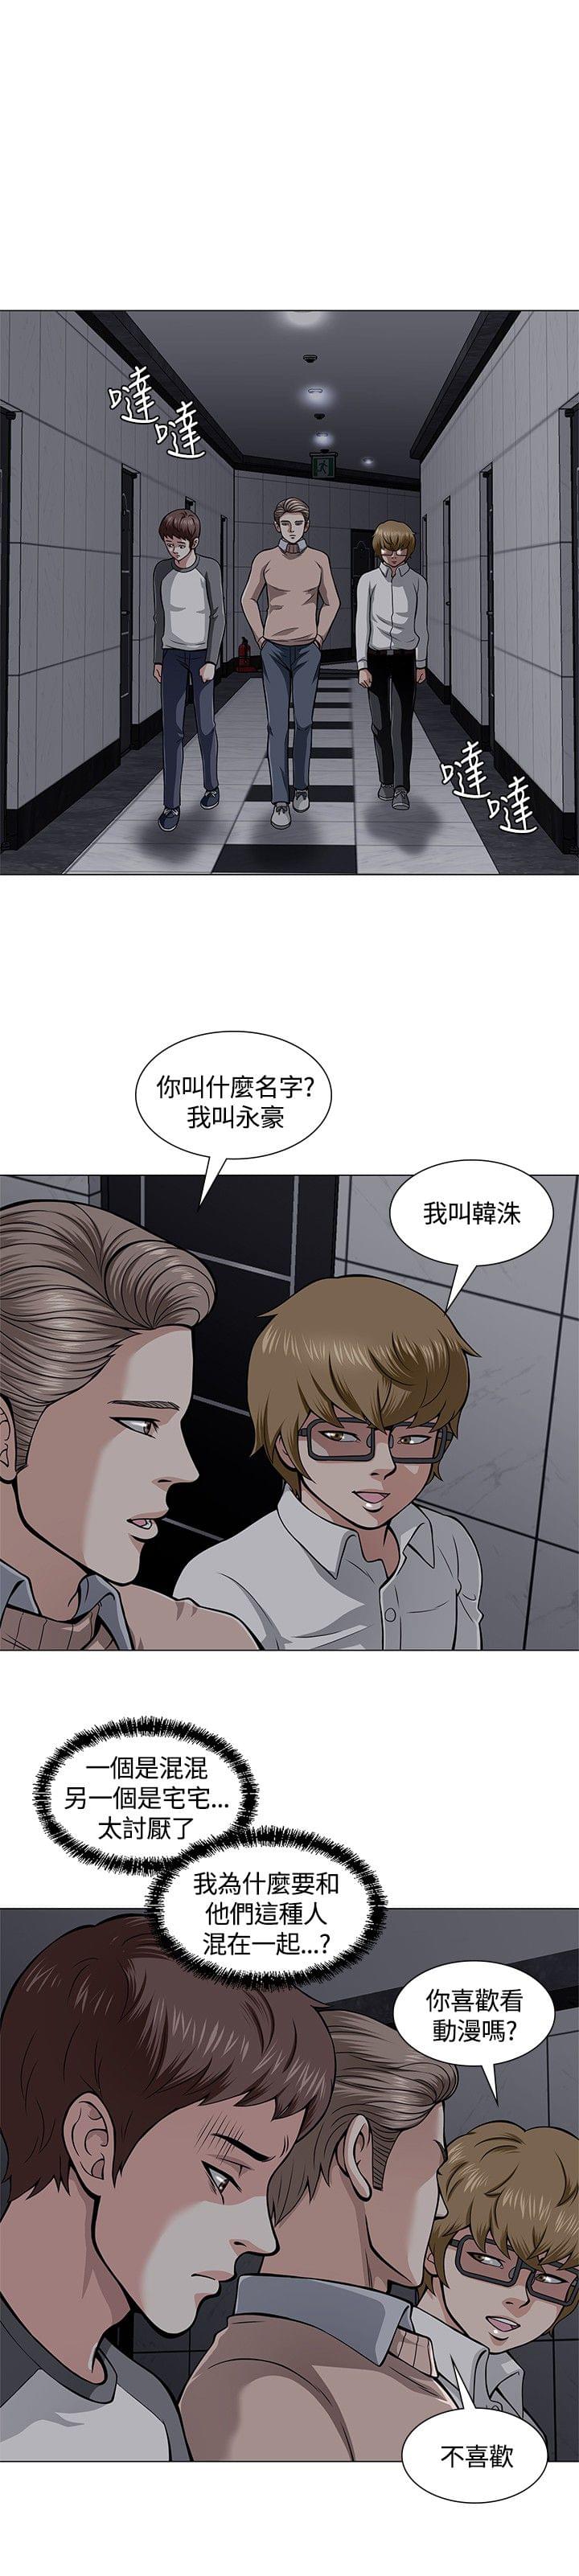 噠
噠
噠
噠
你叫什麼名字?
我叫永豪
我叫韓洙
一個是混混
另一個是宅宅...
太討厭了
我為什麼要和
他們這種人
混在一起...?
你喜歡看
動漫嗎?
不喜歡